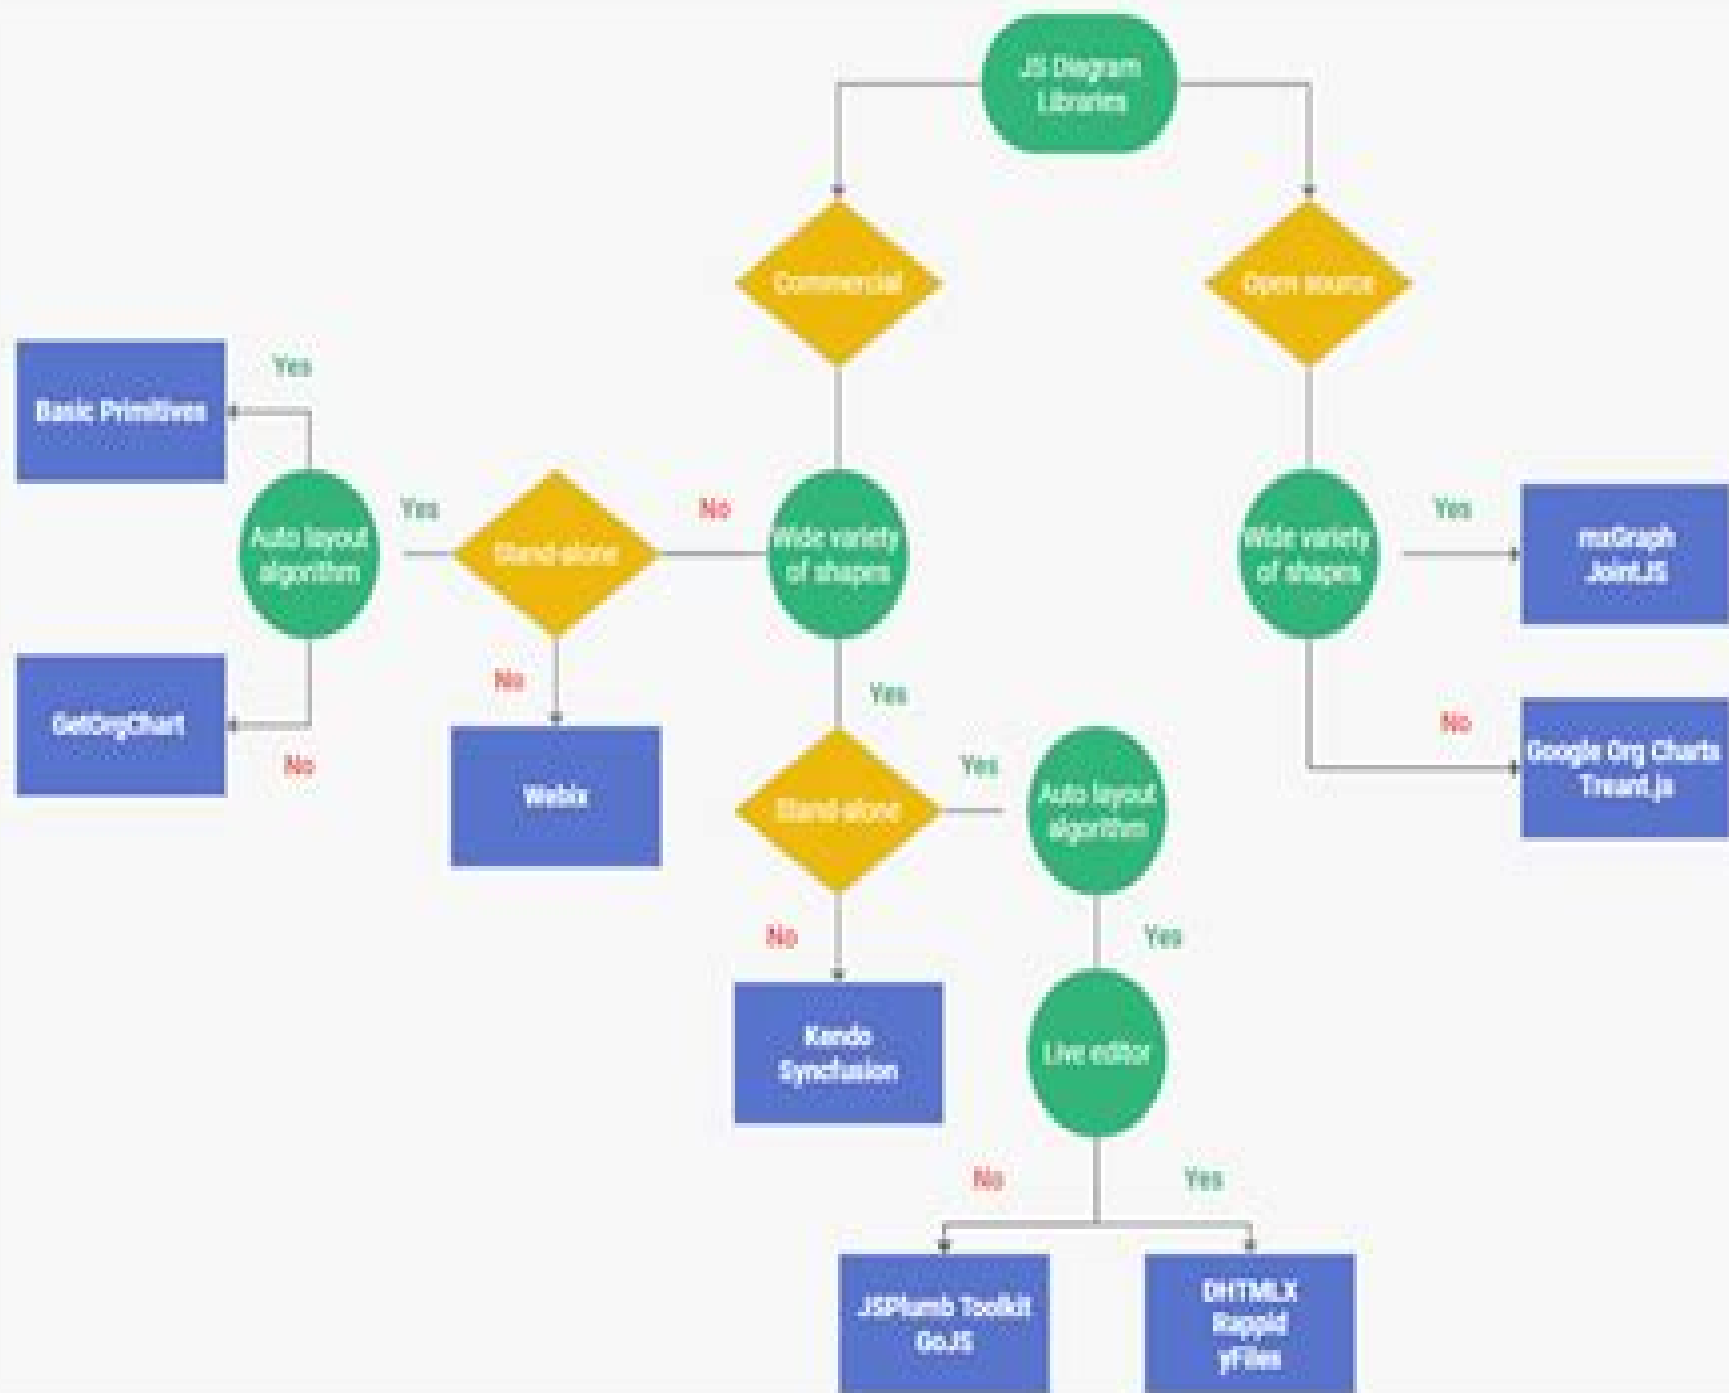 JS Diagram
Libraries
Commercial
Open source
Yes
Basic Primitives
Auto layout
algorithm
Yes
Stand-alone
No
Wide variety
of shapes
Wide variety
of shapes
Yes
mxGraph
JointJS
GetOrgChart
No
No
Webix
Yes
Stand-alone
Yes
Auto layout
algorithm
No
Google Org Charts
Treant.js
No
Yes
Kendo
Syncfusion
Live editor
No
Yes
JSPlumb Toolkit
GoJS
DHTMLX
Rappid
yFiles